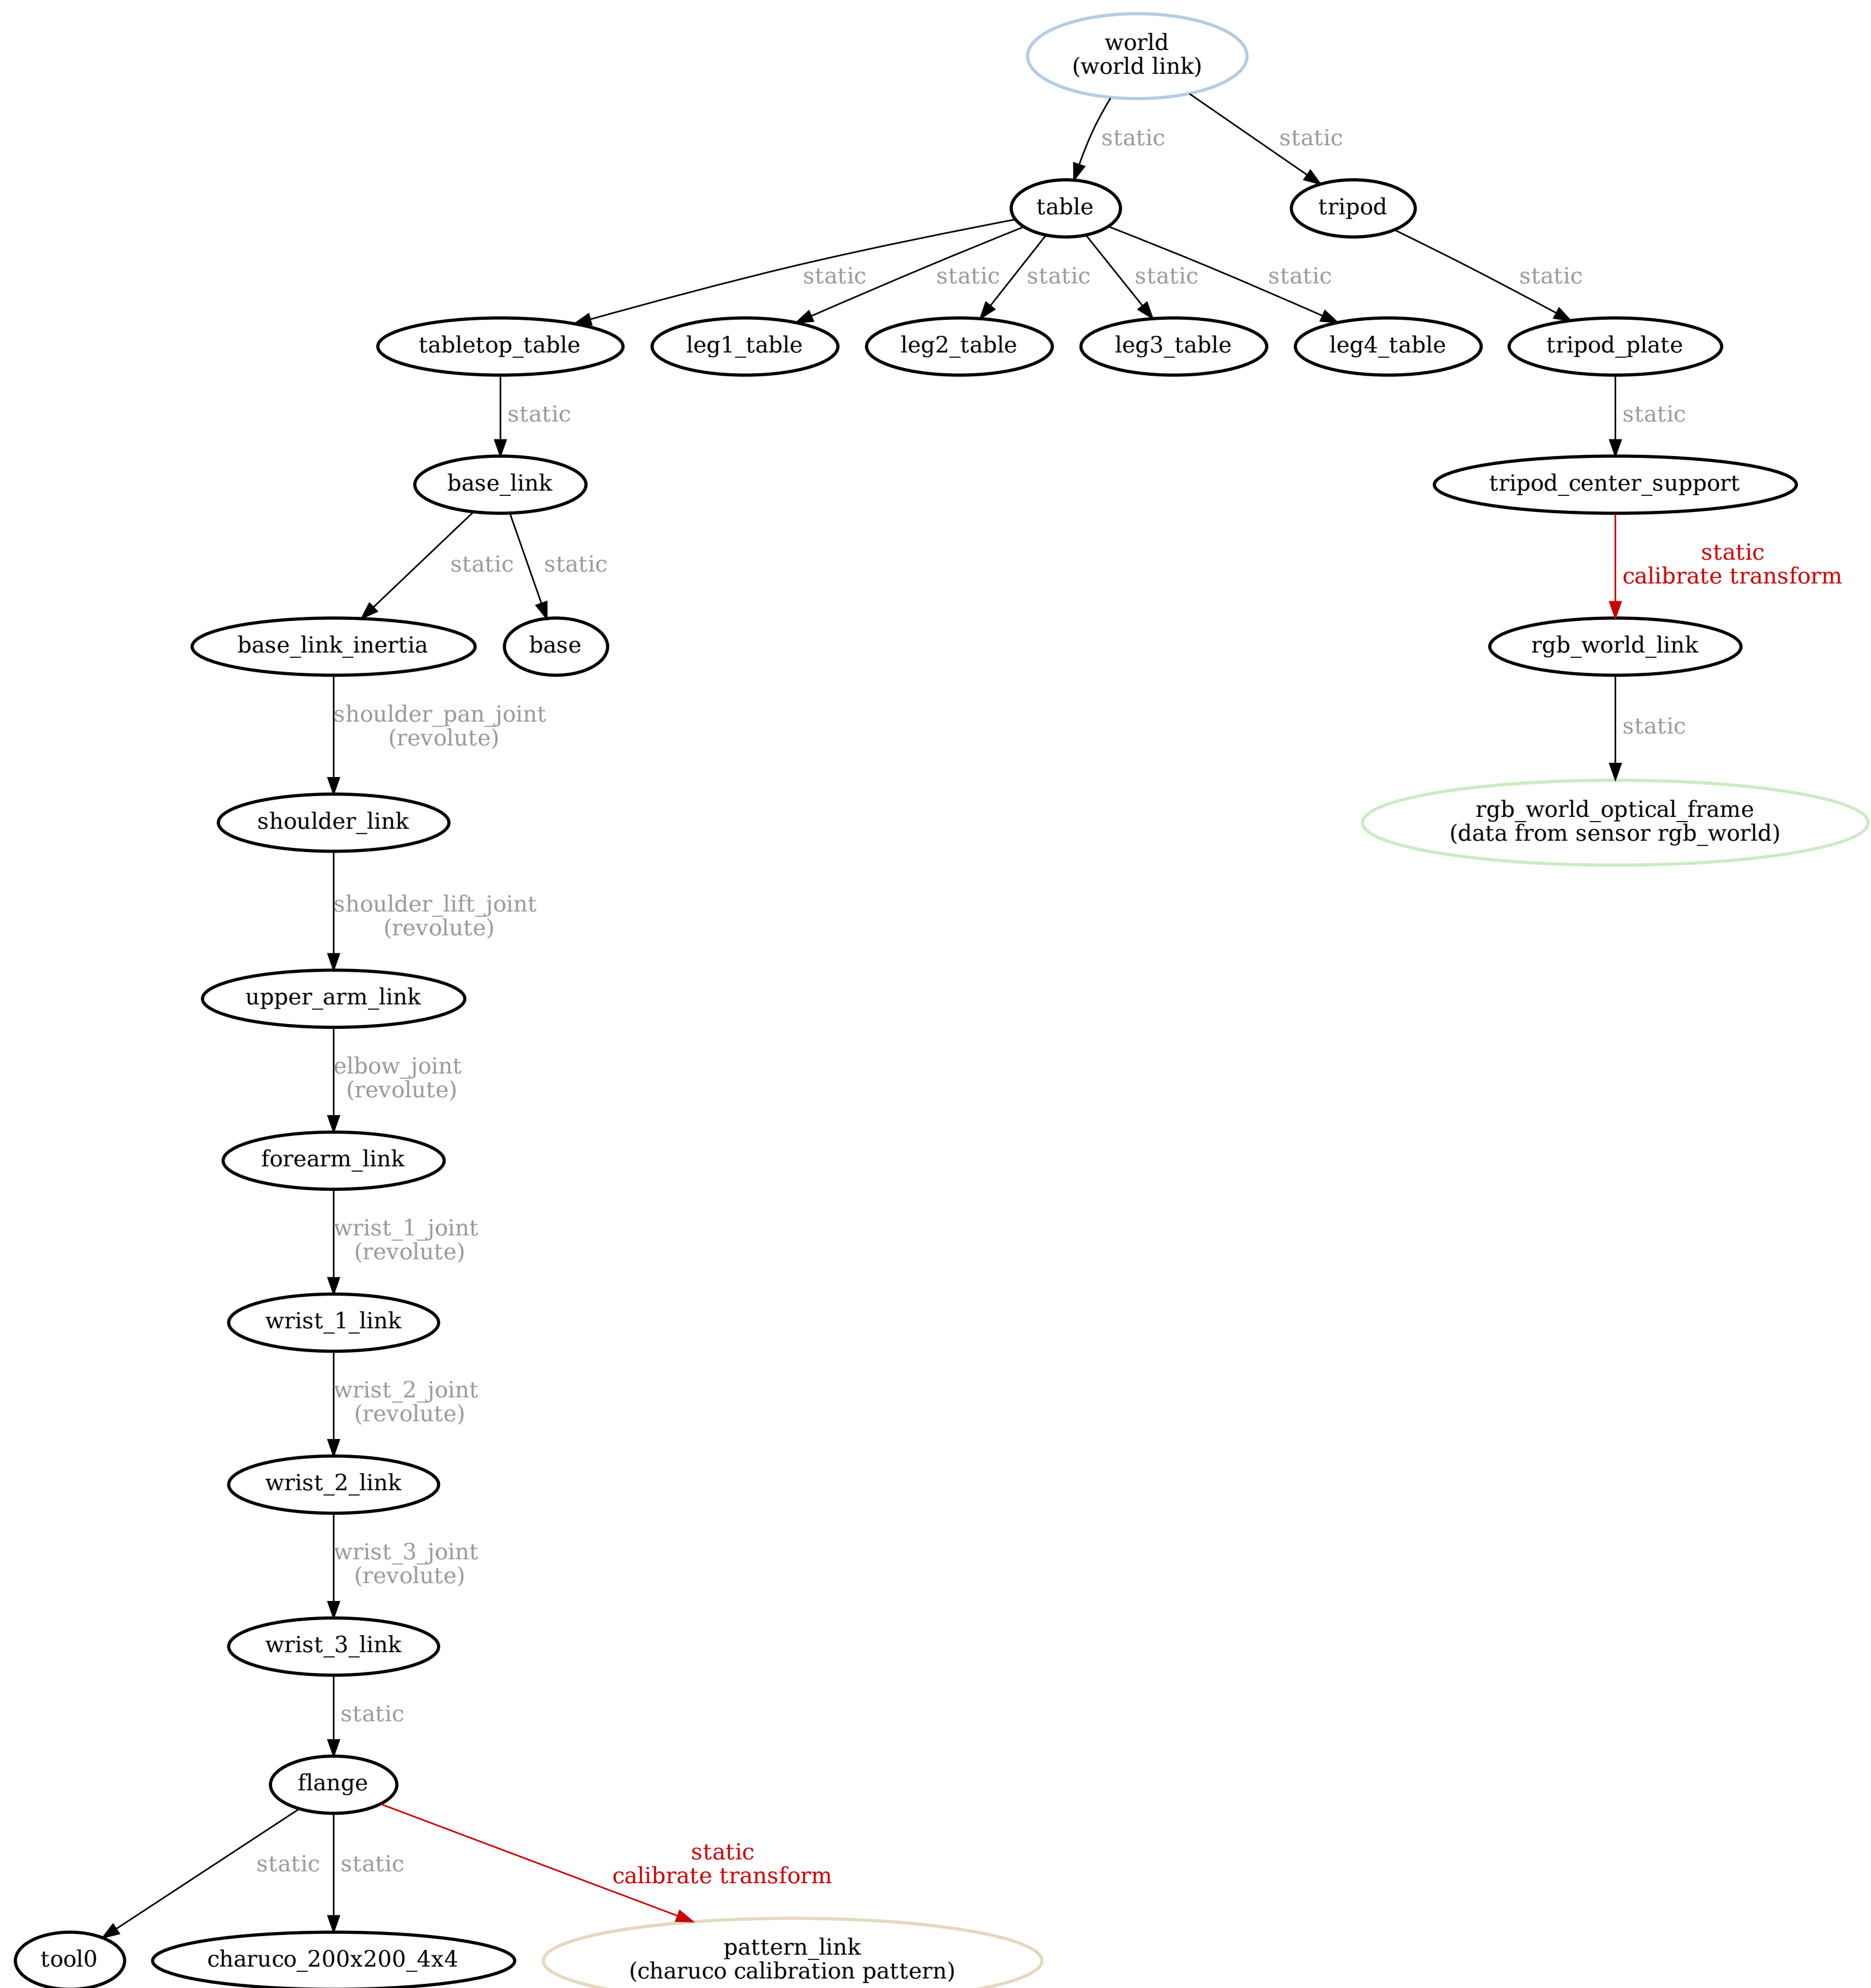 world
(world link)
static
static
table
tripod
static
static
static
static
static
static
tabletop_table
leg1_table
leg2_table
leg3_table
leg4_table
tripod_plate
static
static
base_link
tripod_center_support
static
static
static
calibrate transform
base_link_inertia
base
rgb_world_link
shoulder_pan_joint
(revolute)
static
shoulder_link
rgb_world_optical_frame
(data from sensor rgb_world)
shoulder_lift_joint
(revolute)
upper_arm_link
elbow_joint
(revolute)
forearm_link
wrist_1_joint
(revolute)
wrist_1_link
wrist_2_joint
(revolute)
wrist_2_link
wrist_3_joint
(revolute)
wrist_3_link
static
flange
static
static
static
calibrate transform
tool0
charuco_200x200_4x4
pattern_link
(charuco calibration pattern)